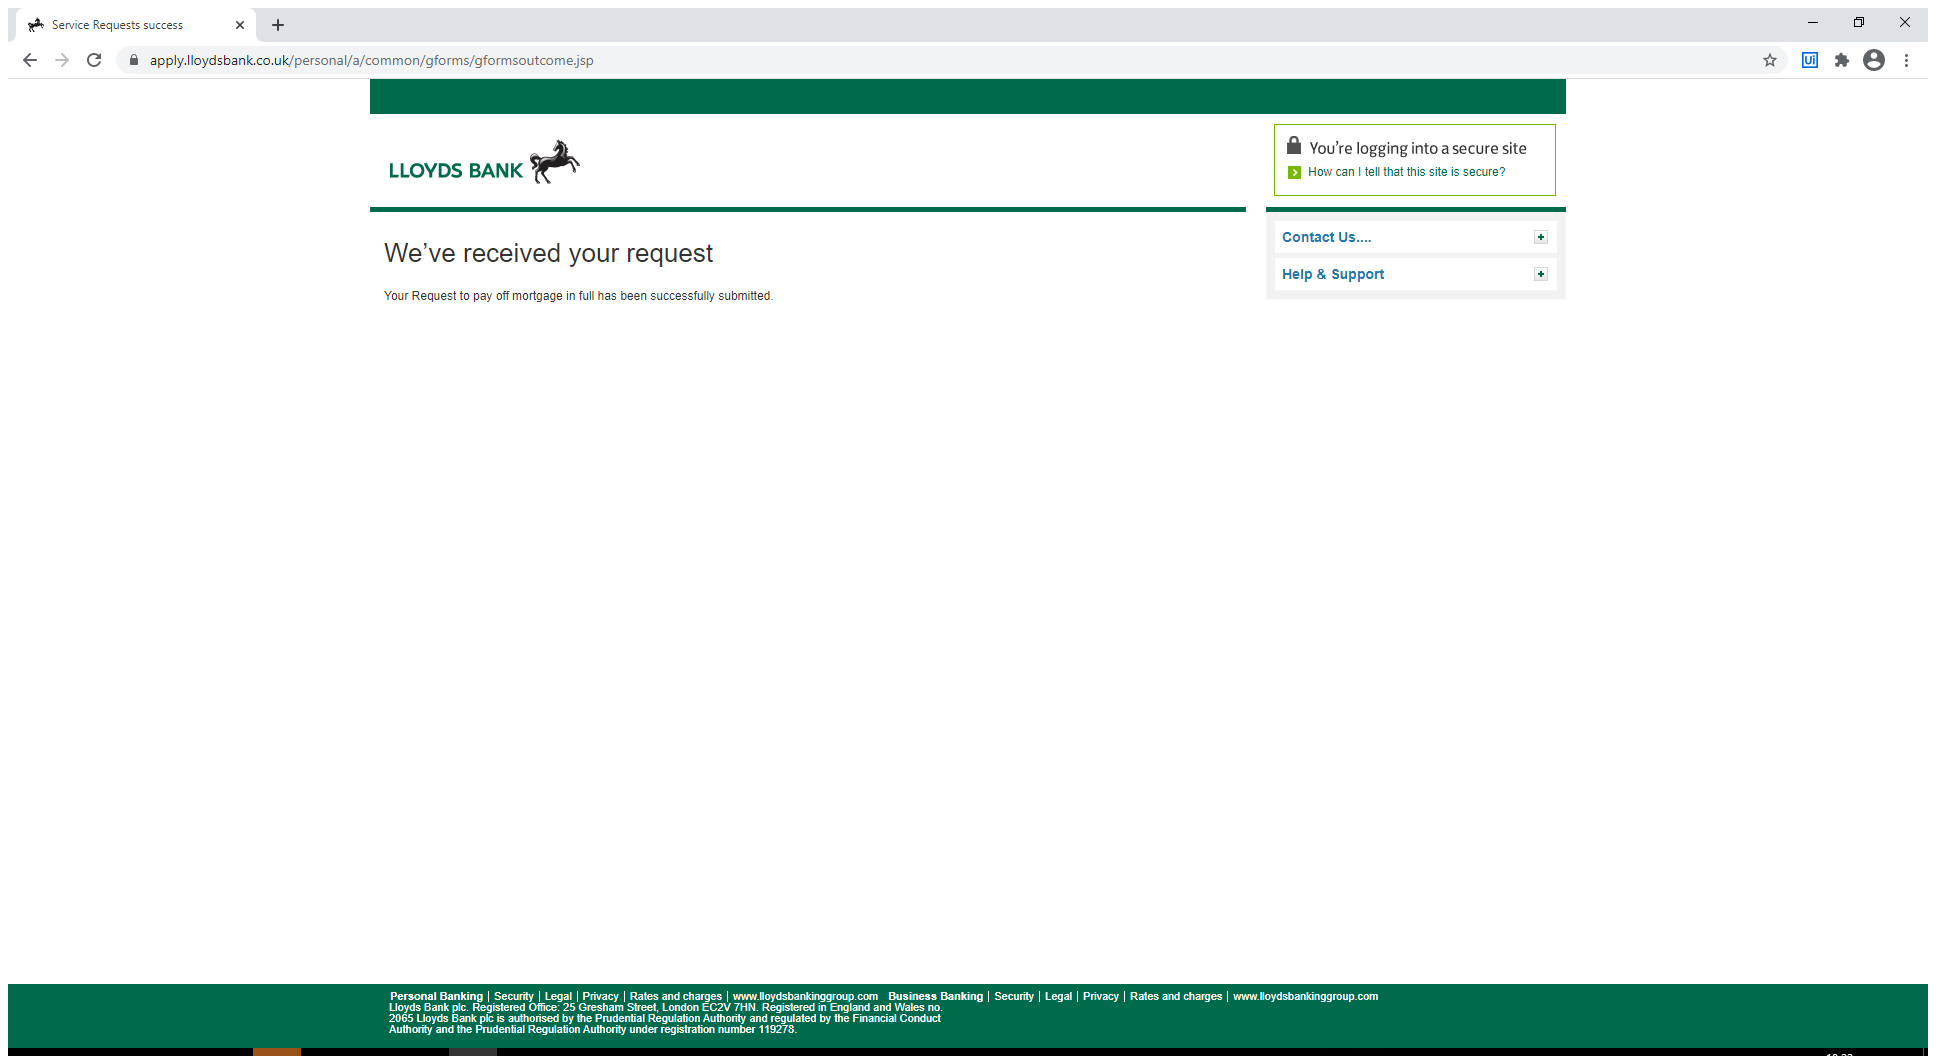 Service Requests success
apply.lloydsbank.co.uk/personal/a/common/gforms/gformsoutcome.jsp
Ui
LLOYDS BANK
You're logging into a secure site
How can I tell that this site is secure?
We've received your request
Your Request to pay off mortgage in full has been successfully submitted.
Contact Us....
Help & Support
Personal Banking | Security | Legal | Privacy | Rates and charges | www.lloydsbankinggroup.com Business Banking | Security | Legal | Privacy | Rates and charges | www.lloydsbankinggroup.com
Lloyds Bank plc. Registered Office: 25 Gresham Street, London EC2V 7HN. Registered in England and Wales no.
2065 Lloyds Bank plc is authorised by the Prudential Regulation Authority and regulated by the Financial Conduct
Authority and the Prudential Regulation Authority under registration number 119278.